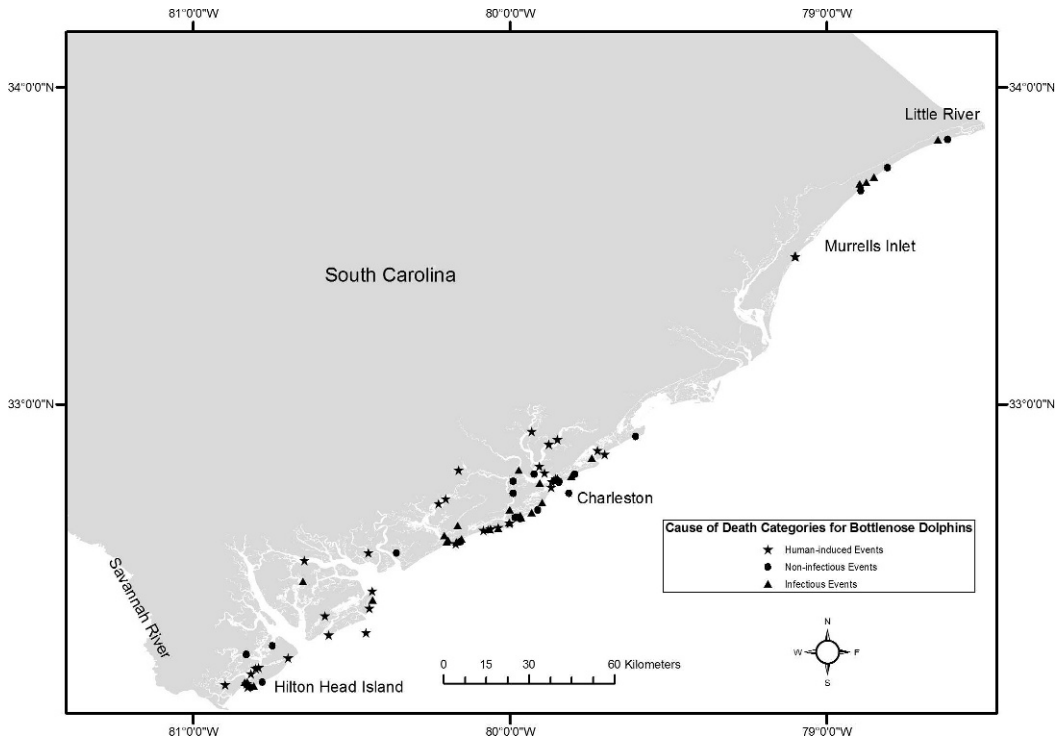 81°0'0"W 80°0'0"W 79°0'0"W
34°0'0"N 34°0'0"N
Little River
Murrells Inlet
South Carolina
33°0'0"N 33°0'0"N
Charleston
Cause of Death Categories for Bottlenose Dolphins
Human-induced Events
Non-infectious Events
Infectious Events
Savannah River
N
W E
S
0 15 30 60 Kilometers
Hilton Head Island
81°0'0"W 80°0'0"W 79°0'0"W